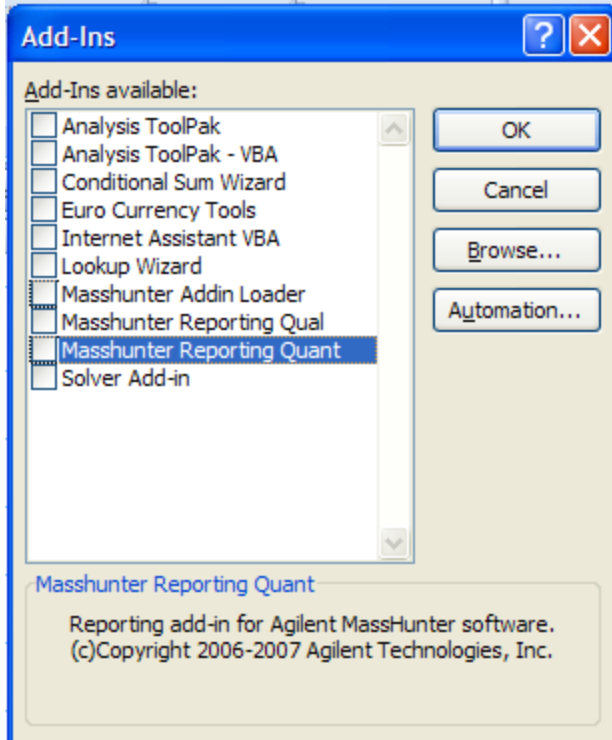 Add-Ins
Add-Ins available:
Analysis ToolPak
Analysis ToolPak - VBA
Conditional Sum Wizard
Euro Currency Tools
Internet Assistant VBA
Lookup Wizard
Masshunter Addin Loader
Masshunter Reporting Qual
Masshunter Reporting Quant
Solver Add-in
OK
Cancel
Browse...
Automation...
Masshunter Reporting Quant
Reporting add-in for Agilent MassHunter software.
(c)Copyright 2006-2007 Agilent Technologies, Inc.